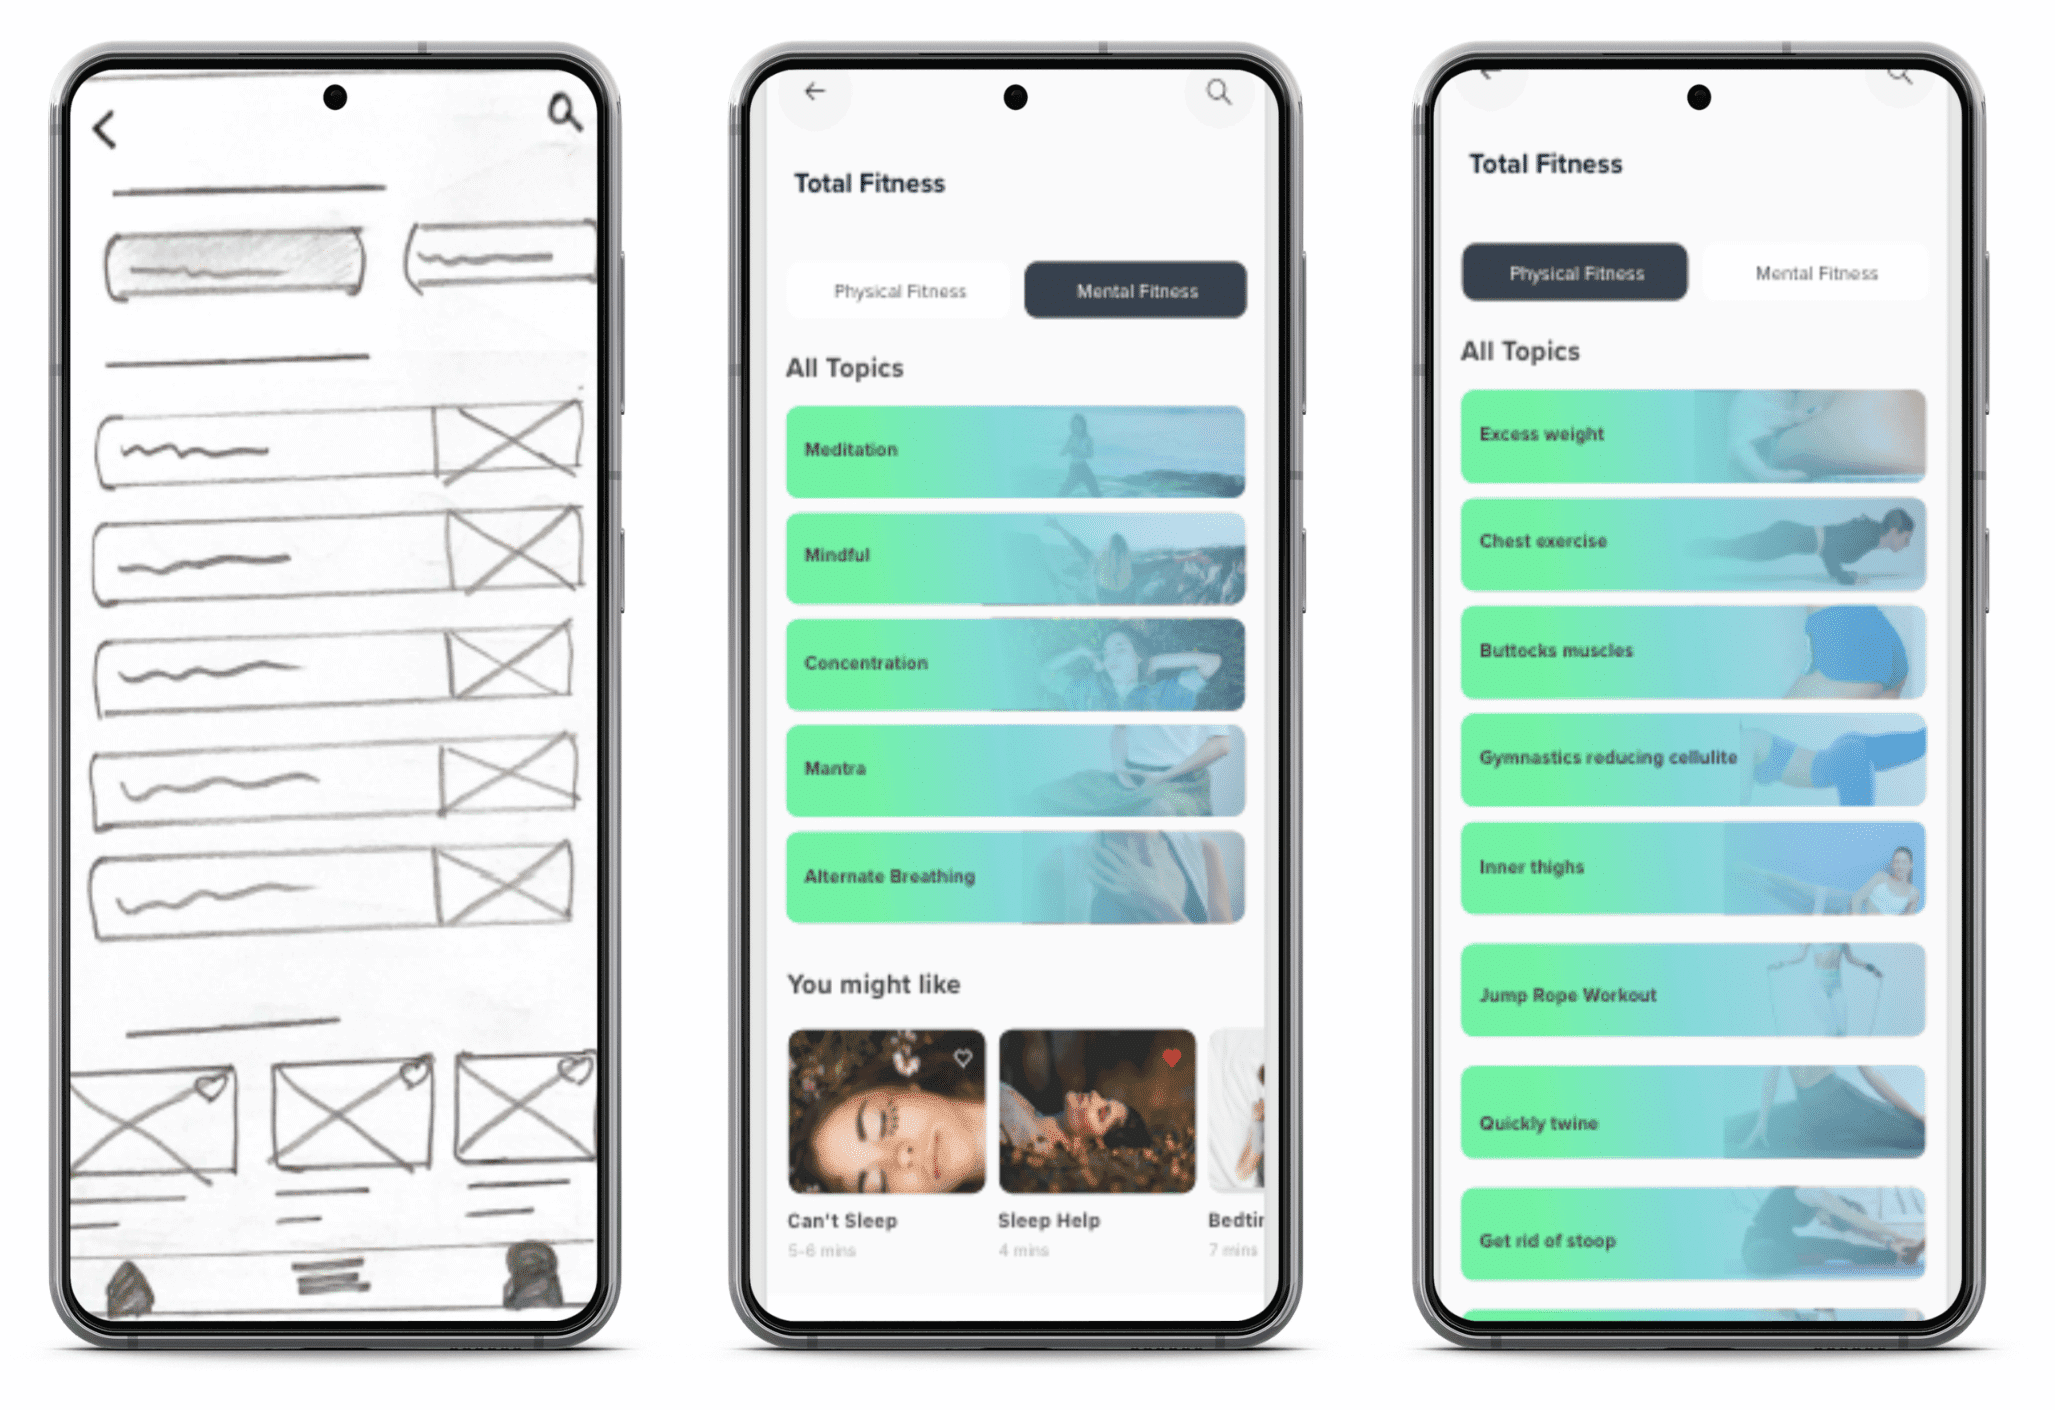 Total Fitness
Physical Fitness
Mental Fitness
All Topics
Meditation
Mindful
Concentration
Mantra
Alternate Breathing
You might like
Can't Sleep
Sleep Help
Bedtin
5-6 mins
4 mins
7 mins
Total Fitness
Physical Fitness
Mental Fitness
All Topics
Excess weight
Chest exercise
Buttocks muscles
Gymnastics reducing cellulite
Inner thighs
Jump Rope Workout
Quickly twine
Get rid of stoop